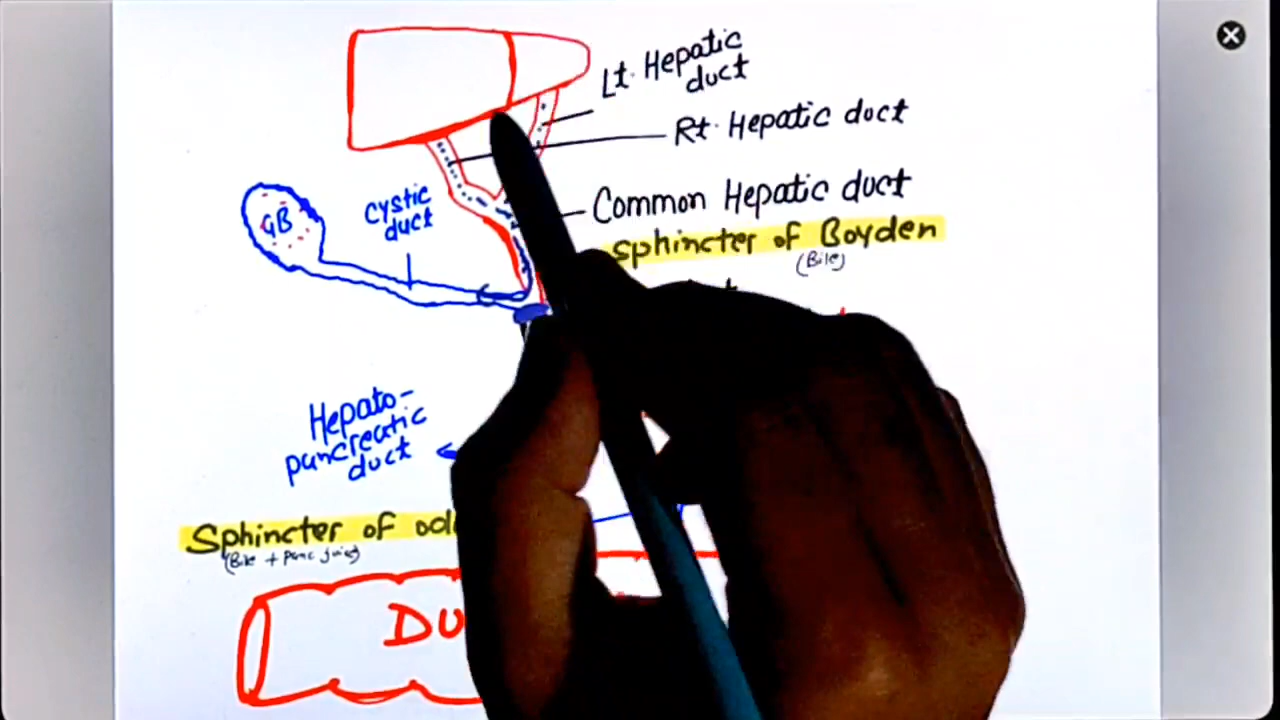 Lt. Hepatic
duct
Rt. Hepatic duct
Common Hepatic duct
Sphincter of Boyden
(Bile)
Cystic
duct
GB
Hepato-
pancreatic
duct
Sphincter of
(Bile + panc juice)